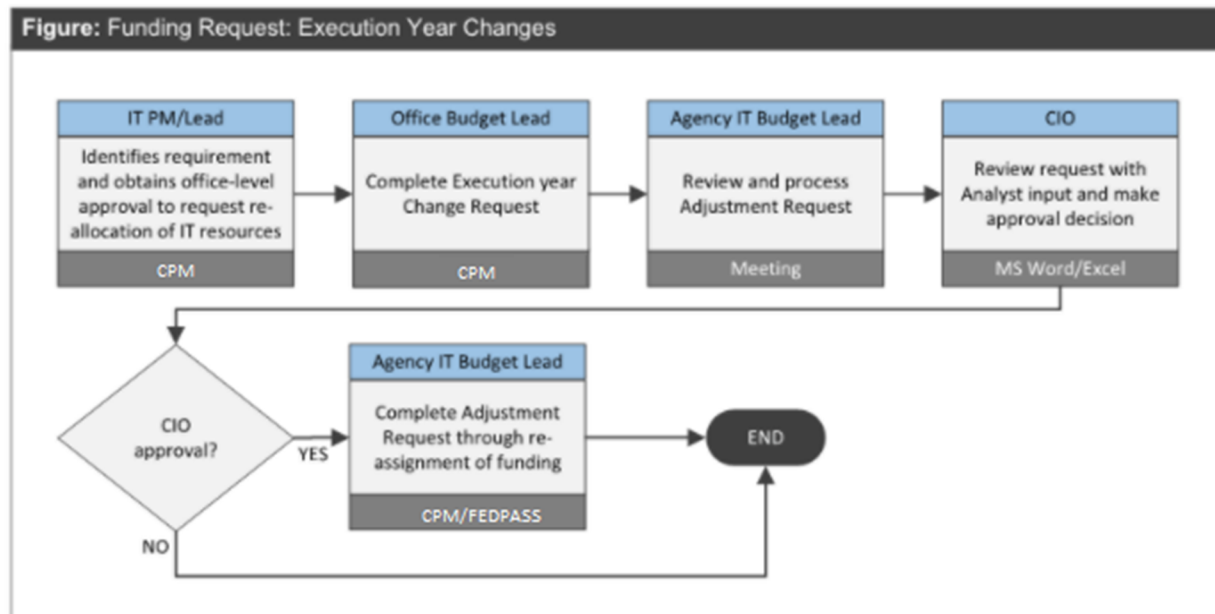 Figure: Funding Request: Execution Year Changes
IT PM/Lead
Identifies requirement
and obtains office-level
approval to request re-
allocation of IT resources
CPM
Office Budget Lead
Complete Execution year
Change Request
CPM
Agency IT Budget Lead
Review and process
Adjustment Request
Meeting
CIO
Review request with
Analyst input and make
approval decision
MS Word/Excel
CIO
approval?
YES
NO
Agency IT Budget Lead
Complete Adjustment
Request through re-
assignment of funding
CPM/FEDPASS
END